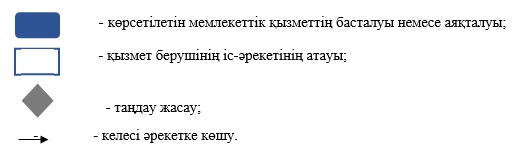 - көрсетілетін мемлекеттік қызметтің басталуы немесе аяқталуы;
- қызмет берушінің іс-әрекетінің атауы;
- таңдау жасау;
- - келесі әрекетке көшу.